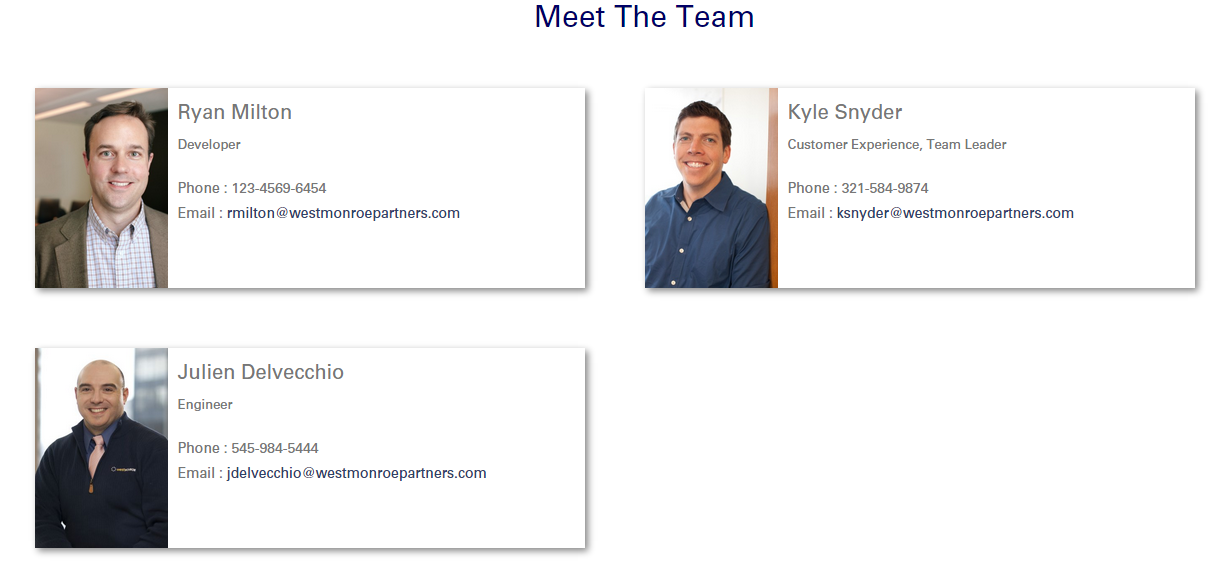 Meet The Team
Ryan Milton
Developer
Phone : 123-4569-6454
Email : rmilton@westmonroepartners.com
Kyle Snyder
Customer Experience, Team Leader
Phone : 321-584-9874
Email : ksnyder@westmonroepartners.com
Julien Delvecchio
Engineer
Phone : 545-984-5444
Email : jdelvecchio@westmonroepartners.com